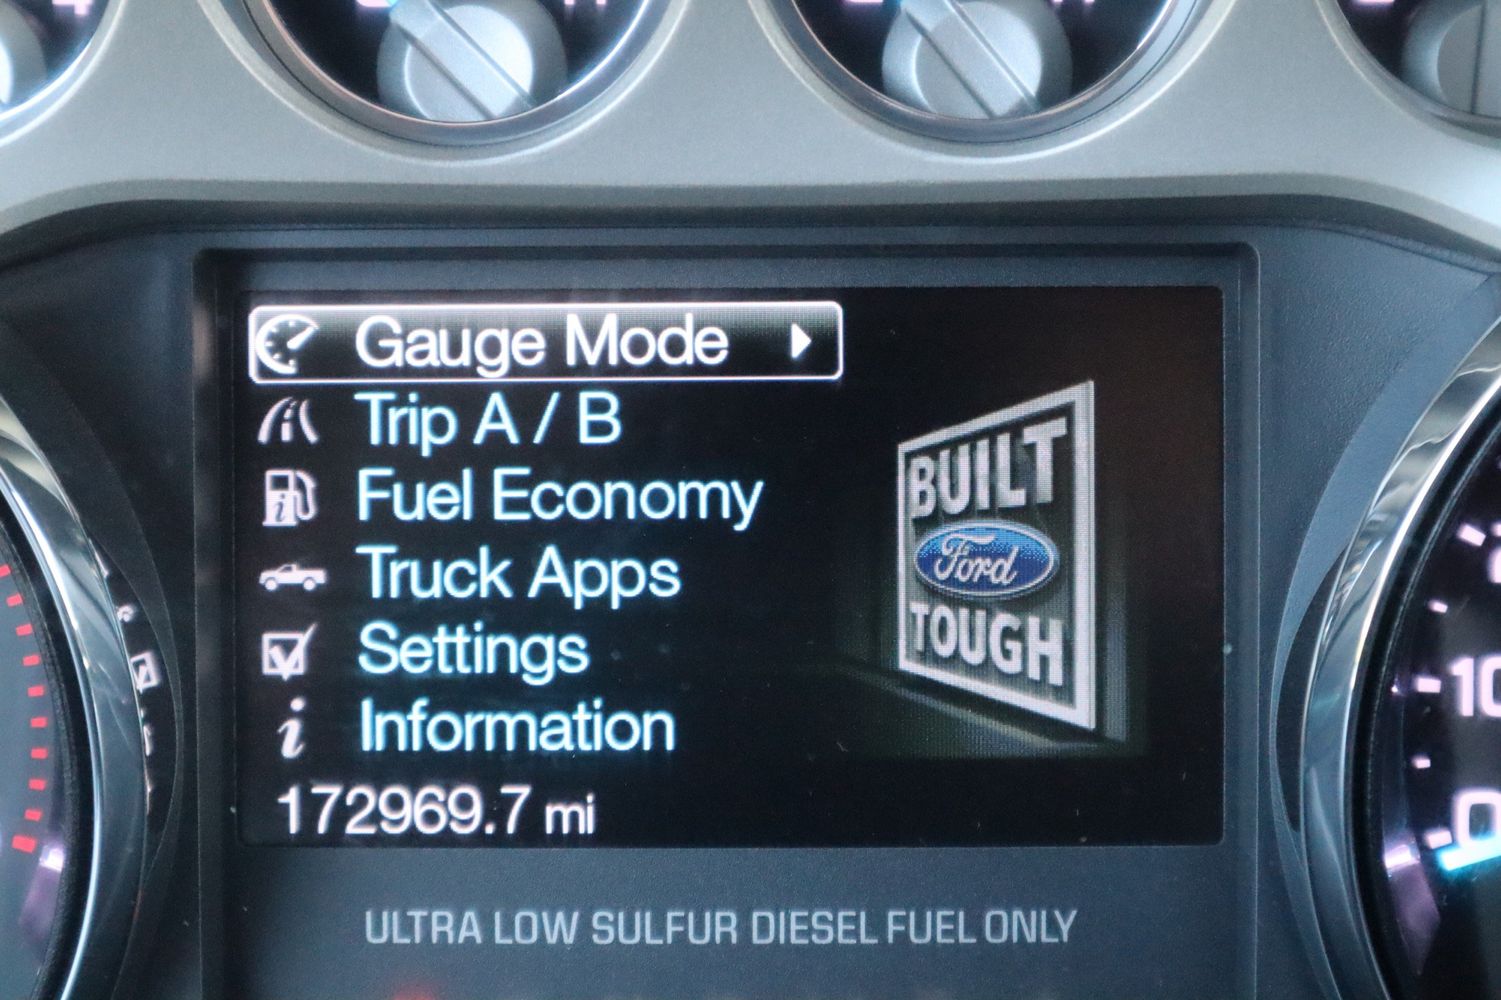 Gauge Mode
Trip A / B
Fuel Economy
Truck Apps
Settings
Information
172969.7 mi
BUILT
Ford
TOUGH
ULTRA LOW SULFUR DIESEL FUEL ONLY
0